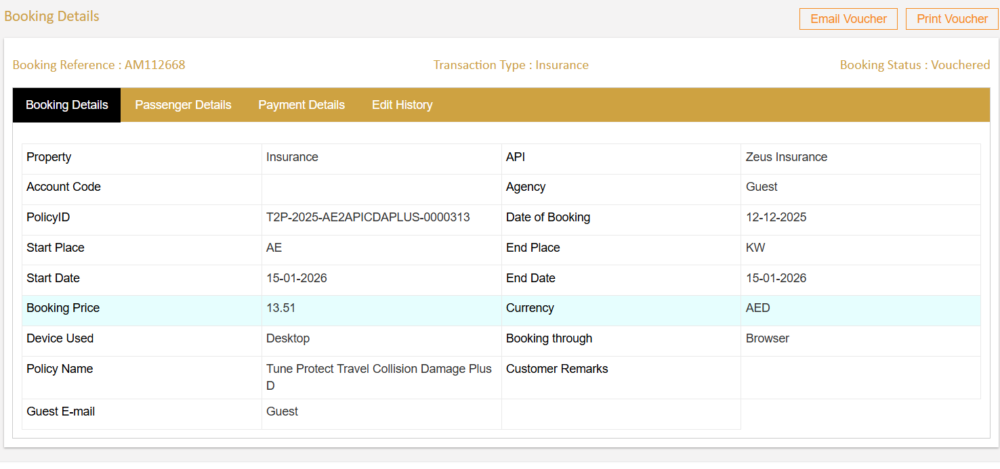 Booking Details
Email Voucher Print Voucher
Booking Reference : AM112668 Transaction Type : Insurance Booking Status : Vouchered
Booking Details Passenger Details Payment Details Edit History
Property Insurance API Zeus Insurance
Account Code Agency Guest
PolicyID T2P-2025-AE2APICDAPLUS-0000313 Date of Booking 12-12-2025
Start Place AE End Place KW
Start Date 15-01-2026 End Date 15-01-2026
Booking Price 13.51 Currency AED
Device Used Desktop Booking through Browser
Policy Name Tune Protect Travel Collision Damage Plus Customer Remarks
D
Guest E-mail Guest